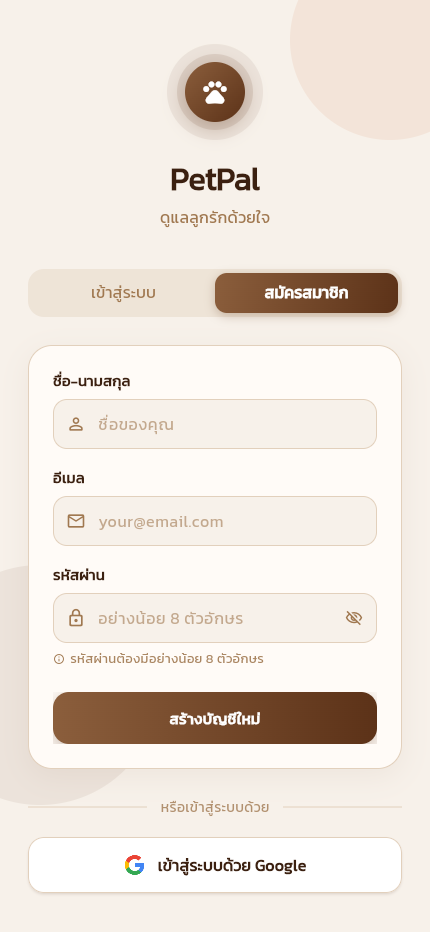 PetPal
ดูแลลูกรักด้วยใจ
เข้าสู่ระบบ
สมัครสมาชิก
ชื่อ-นามสกุล
ชื่อของคุณ
อีเมล
your@email.com
รหัสผ่าน
อย่างน้อย 8 ตัวอักษร
รหัสผ่านต้องมีอย่างน้อย 8 ตัวอักษร
สร้างบัญชีใหม่
หรือเข้าสู่ระบบด้วย
เข้าสู่ระบบด้วย Google